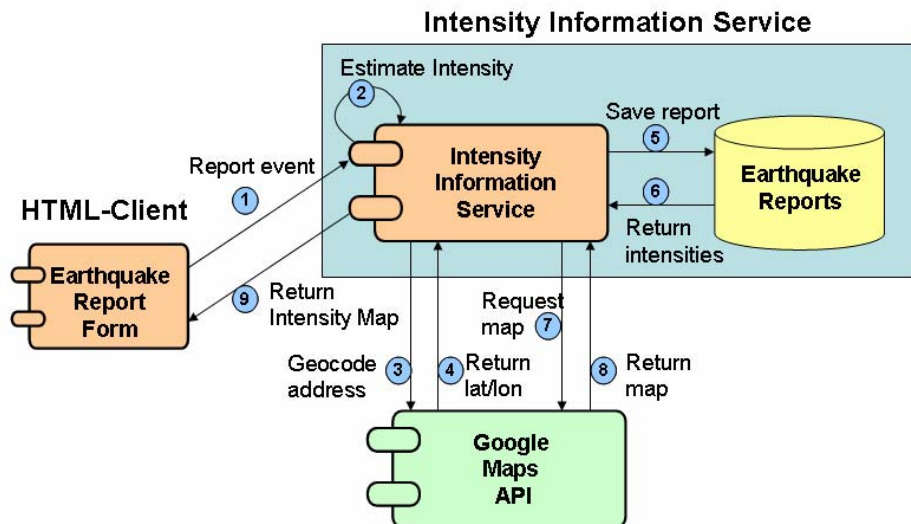 Intensity Information Service
Estimate Intensity
2
Save report
5
Intensity
Information
Service
Earthquake
Reports
6
Return
intensities
Report event
1
HTML-Client
Earthquake
Report
Form
9
Return
Intensity Map
Geocode
address
3
4
Return
lat/lon
Request
map
7
8
Return
map
Google
Maps
API